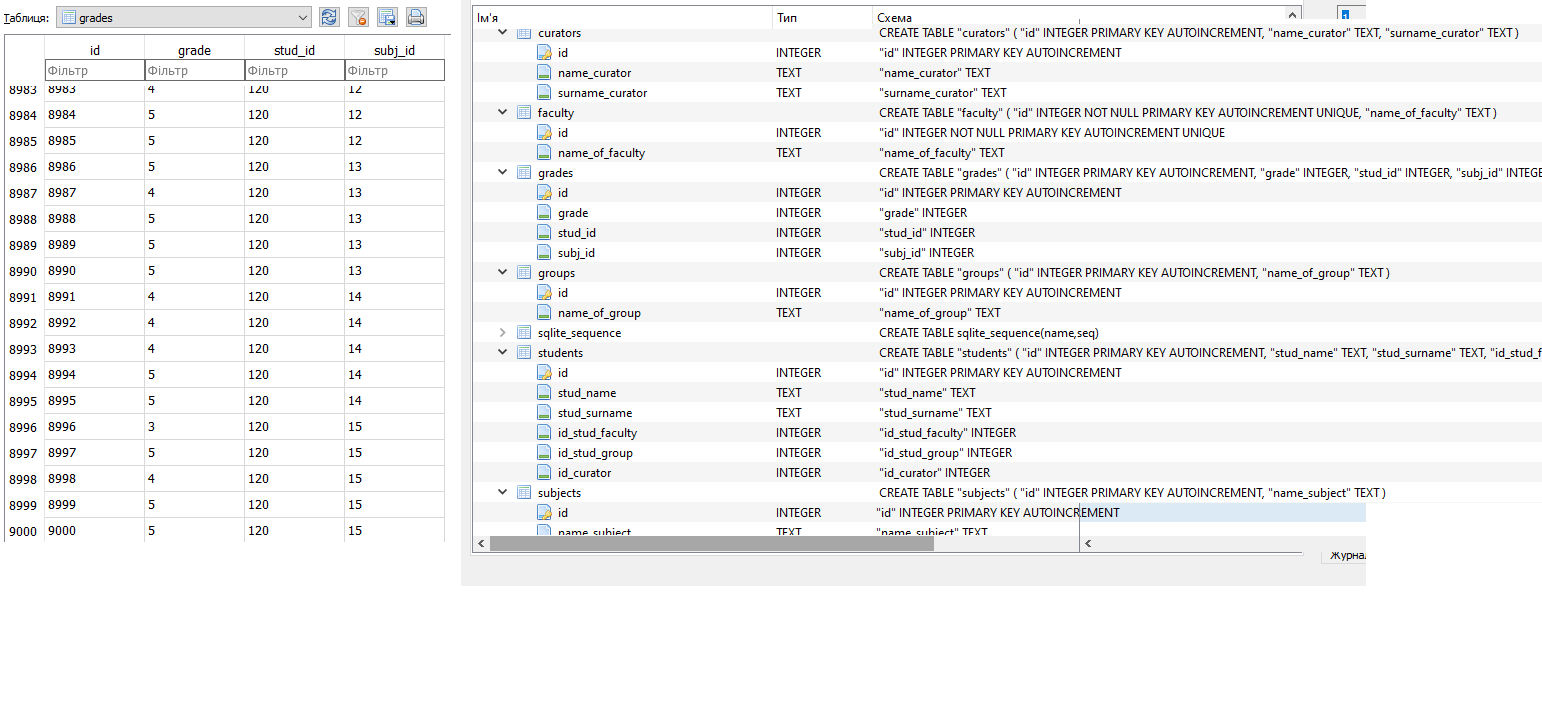 Таблиця: grades
id grade stud_id subj_id
Фільтр Фільтр Фільтр Фільтр
8983 8983 4 120 12
8984 8984 5 120 12
8985 8985 5 120 12
8986 8986 5 120 13
8987 8987 4 120 13
8988 8988 5 120 13
8989 8989 5 120 13
8990 8990 5 120 13
8991 8991 4 120 14
8992 8992 4 120 14
8993 8993 4 120 14
8994 8994 5 120 14
8995 8995 5 120 14
8996 8996 3 120 15
8997 8997 5 120 15
8998 8998 4 120 15
8999 8999 5 120 15
9000 9000 5 120 15
Ім'я Тип Схема
1
curators CREATE TABLE "curators" ( "id" INTEGER PRIMARY KEY AUTOINCREMENT, "name_curator" TEXT, "surname_curator" TEXT )
id INTEGER "id" INTEGER PRIMARY KEY AUTOINCREMENT
name_curator TEXT "name_curator" TEXT
surname_curator TEXT "surname_curator" TEXT
faculty CREATE TABLE "faculty" ( "id" INTEGER NOT NULL PRIMARY KEY AUTOINCREMENT UNIQUE, "name_of_faculty" TEXT )
id INTEGER "id" INTEGER NOT NULL PRIMARY KEY AUTOINCREMENT UNIQUE
name_of_faculty TEXT "name_of_faculty" TEXT
grades CREATE TABLE "grades" ( "id" INTEGER PRIMARY KEY AUTOINCREMENT, "grade" INTEGER, "stud_id" INTEGER, "subj_id" INTEGE
id INTEGER "id" INTEGER PRIMARY KEY AUTOINCREMENT
grade INTEGER "grade" INTEGER
stud_id INTEGER "stud_id" INTEGER
subj_id INTEGER "subj_id" INTEGER
groups CREATE TABLE "groups" ( "id" INTEGER PRIMARY KEY AUTOINCREMENT, "name_of_group" TEXT )
id INTEGER "id" INTEGER PRIMARY KEY AUTOINCREMENT
name_of_group TEXT "name_of_group" TEXT
sqlite_sequence CREATE TABLE sqlite_sequence(name,seq)
students CREATE TABLE "students" ( "id" INTEGER PRIMARY KEY AUTOINCREMENT, "stud_name" TEXT, "stud_surname" TEXT, "id_stud_f
id INTEGER "id" INTEGER PRIMARY KEY AUTOINCREMENT
stud_name TEXT "stud_name" TEXT
stud_surname TEXT "stud_surname" TEXT
id_stud_faculty INTEGER "id_stud_faculty" INTEGER
id_stud_group INTEGER "id_stud_group" INTEGER
id_curator INTEGER "id_curator" INTEGER
subjects CREATE TABLE "subjects" ( "id" INTEGER PRIMARY KEY AUTOINCREMENT, "name_subject" TEXT )
id INTEGER "id" INTEGER PRIMARY KEY AUTOINCREMENT
name_subject TEXT "name_subject" TEXT
Журнал